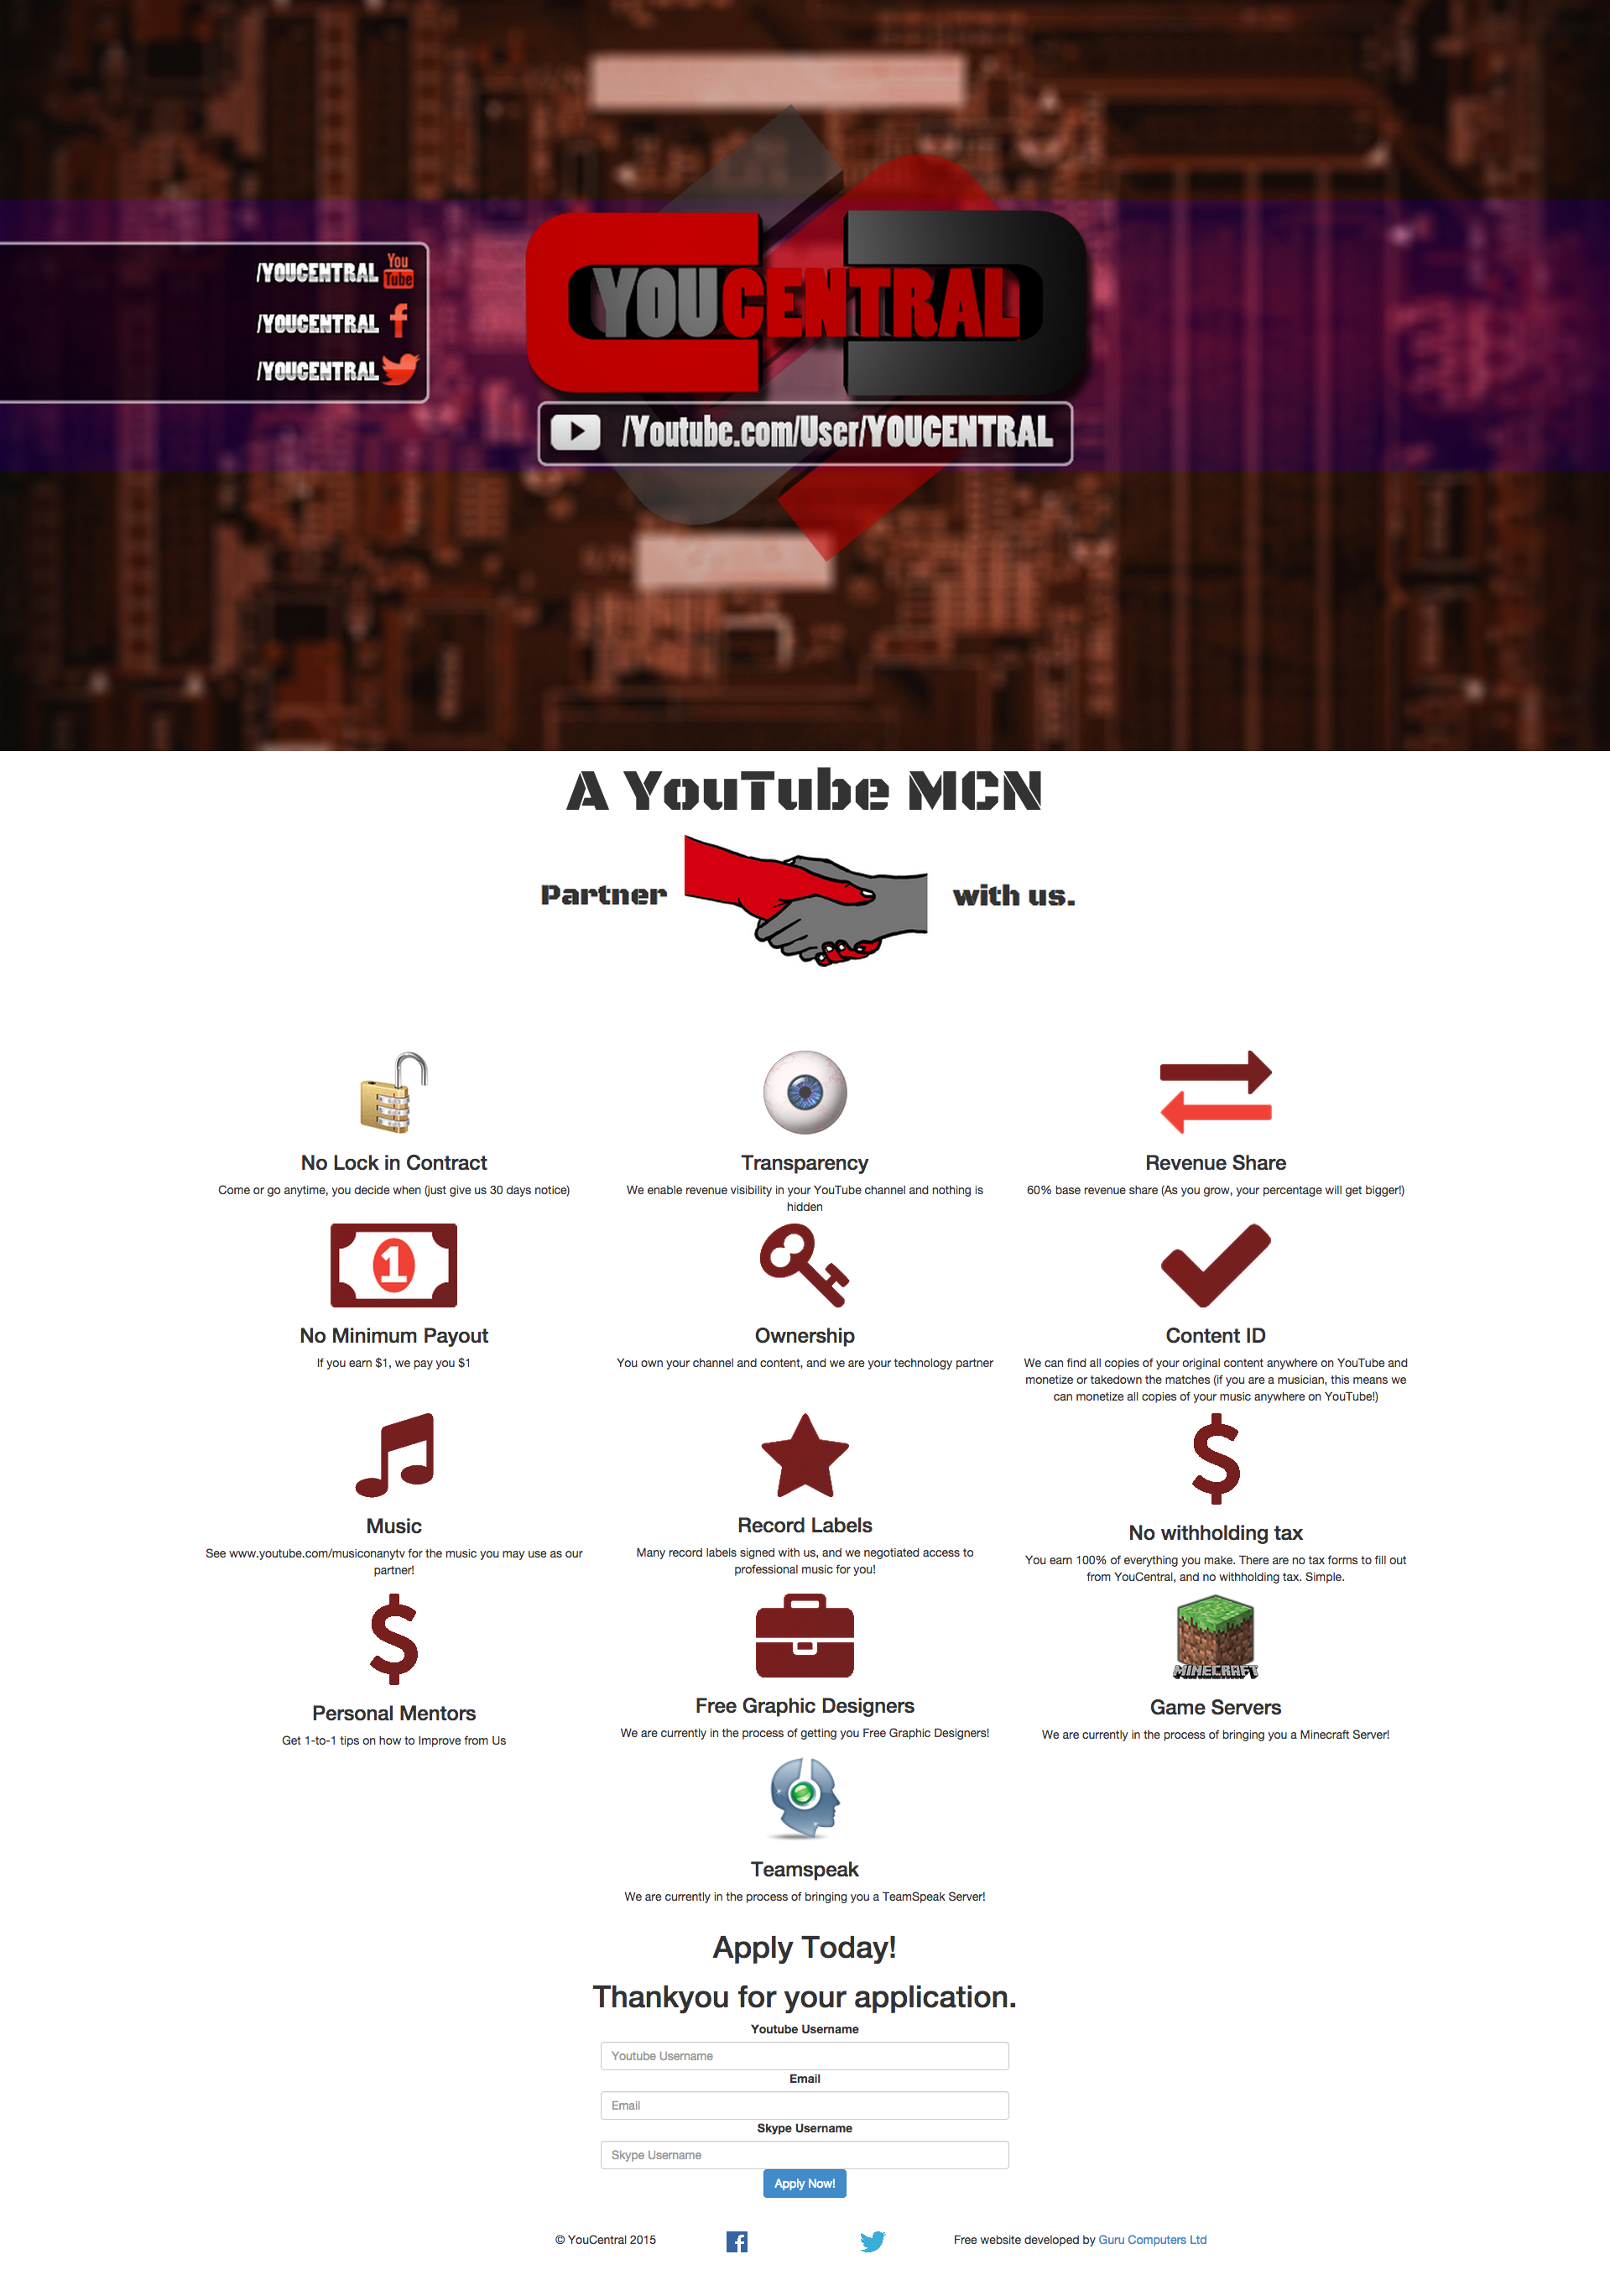 /YOUCENTRAL You Tube
/YOUCENTRAL f
/YOUCENTRAL
YOUCENTRAL
/Youtube.com/User/YOUCENTRAL
A YouTube MCN
Partner with us.
No Lock in Contract
Come or go anytime, you decide when (just give us 30 days notice)
Transparency
We enable revenue visibility in your YouTube channel and nothing is
hidden
Revenue Share
60% base revenue share (As you grow, your percentage will get bigger!)
1
No Minimum Payout
If you earn $1, we pay you $1
Ownership
You own your channel and content, and we are your technology partner
Content ID
We can find all copies of your original content anywhere on YouTube and
monetize or takedown the matches (if you are a musician, this means we
can monetize all copies of your music anywhere on YouTube!)
Music
See www.youtube.com/musiconanytv for the music you may use as our
partner!
Record Labels
Many record labels signed with us, and we negotiated access to
professional music for you!
$
No withholding tax
You earn 100% of everything you make. There are no tax forms to fill out
from YouCentral, and no withholding tax. Simple.
$
Personal Mentors
Get 1-to-1 tips on how to Improve from Us
Free Graphic Designers
We are currently in the process of getting you Free Graphic Designers!
MINECRAFT
Game Servers
We are currently in the process of bringing you a Minecraft Server!
Teamspeak
We are currently in the process of bringing you a TeamSpeak Server!
Apply Today!
Thankyou for your application.
Youtube Username
Youtube Username
Email
Email
Skype Username
Skype Username
Apply Now!
© YouCentral 2015 f Free website developed by Guru Computers Ltd